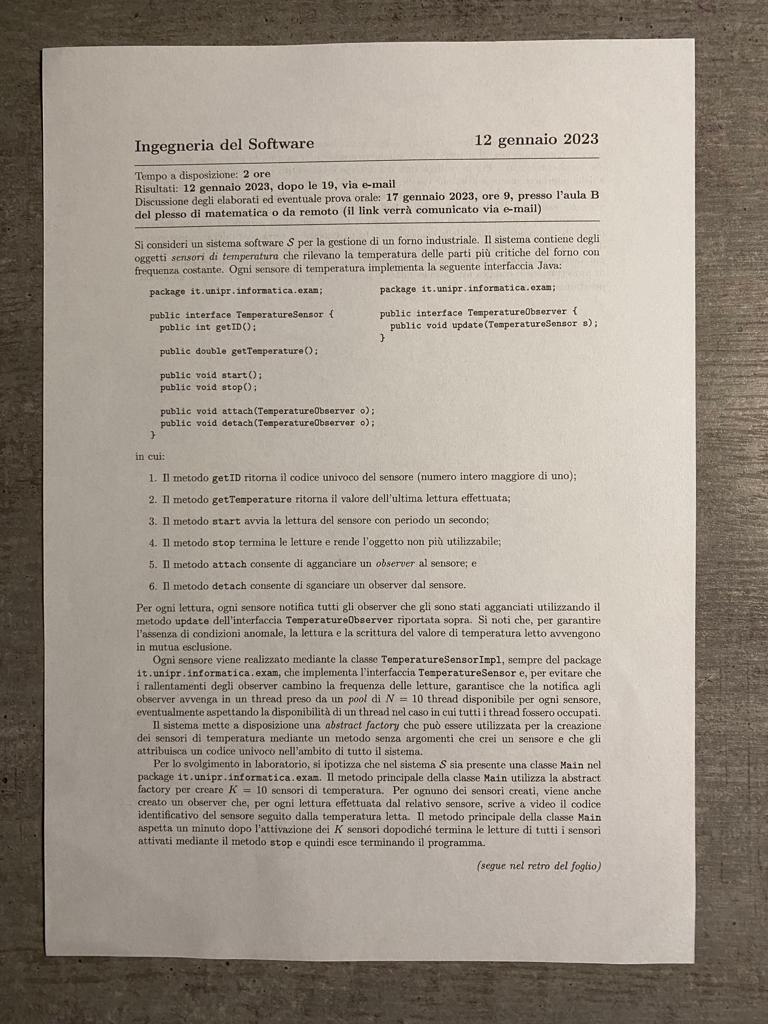 Ingegneria del Software 12 gennaio 2023
Tempo a disposizione: 2 ore
Risultati: 12 gennaio 2023, dopo le 19, via e-mail
Discussione degli elaborati ed eventuale prova orale: 17 gennaio 2023, ore 9, presso l'aula B
del plesso di matematica o da remoto (il link verrà comunicato via e-mail)
Si consideri un sistema software S per la gestione di un forno industriale. Il sistema contiene degli
oggetti sensori di temperatura che rilevano la temperatura delle parti più critiche del forno con
frequenza costante. Ogni sensore di temperatura implementa la seguente interfaccia Java:
package it.unipr.informatica.exam;
public interface TemperatureSensor {
public int getID();
public double getTemperature();
public void start();
public void stop();
public void attach(TemperatureObserver o);
public void detach(TemperatureObserver o);
}
package it.unipr.informatica.exam;
public interface TemperatureObserver {
public void update(TemperatureSensor s);
}
in cui:
1. Il metodo getID ritorna il codice univoco del sensore (numero intero maggiore di uno);
2. Il metodo getTemperature ritorna il valore dell'ultima lettura effettuata;
3. Il metodo start avvia la lettura del sensore con periodo un secondo;
4. Il metodo stop termina le letture e rende l'oggetto non più utilizzabile;
5. Il metodo attach consente di agganciare un observer al sensore; e
6. Il metodo detach consente di sganciare un observer dal sensore.
Per ogni lettura, ogni sensore notifica tutti gli observer che gli sono stati agganciati utilizzando il
metodo update dell'interfaccia TemperatureObserver riportata sopra. Si noti che, per garantire
l'assenza di condizioni anomale, la lettura e la scrittura del valore di temperatura letto avvengono
in mutua esclusione.
Ogni sensore viene realizzato mediante la classe TemperatureSensorImpl, sempre del package
it.unipr.informatica.exam, che implementa l'interfaccia TemperatureSensor e, per evitare che
i rallentamenti degli observer cambino la frequenza delle letture, garantisce che la notifica agli
observer avvenga in un thread preso da un pool di N = 10 thread disponibile per ogni sensore,
eventualmente aspettando la disponibilità di un thread nel caso in cui tutti i thread fossero occupati.
Il sistema mette a disposizione una abstract factory che può essere utilizzata per la creazione
dei sensori di temperatura mediante un metodo senza argomenti che crei un sensore e che gli
attribuisca un codice univoco nell'ambito di tutto il sistema.
Per lo svolgimento in laboratorio, si ipotizza che nel sistema S sia presente una classe Main nel
package it.unipr.informatica.exam. Il metodo principale della classe Main utilizza la abstract
factory per creare K = 10 sensori di temperatura. Per ognuno dei sensori creati, viene anche
creato un observer che, per ogni lettura effettuata dal relativo sensore, scrive a video il codice
identificativo del sensore seguito dalla temperatura letta. Il metodo principale della classe Main
aspetta un minuto dopo l'attivazione dei K sensori dopodiché termina le letture di tutti i sensori
attivati mediante il metodo stop e quindi esce terminando il programma.
(segue nel retro del foglio)